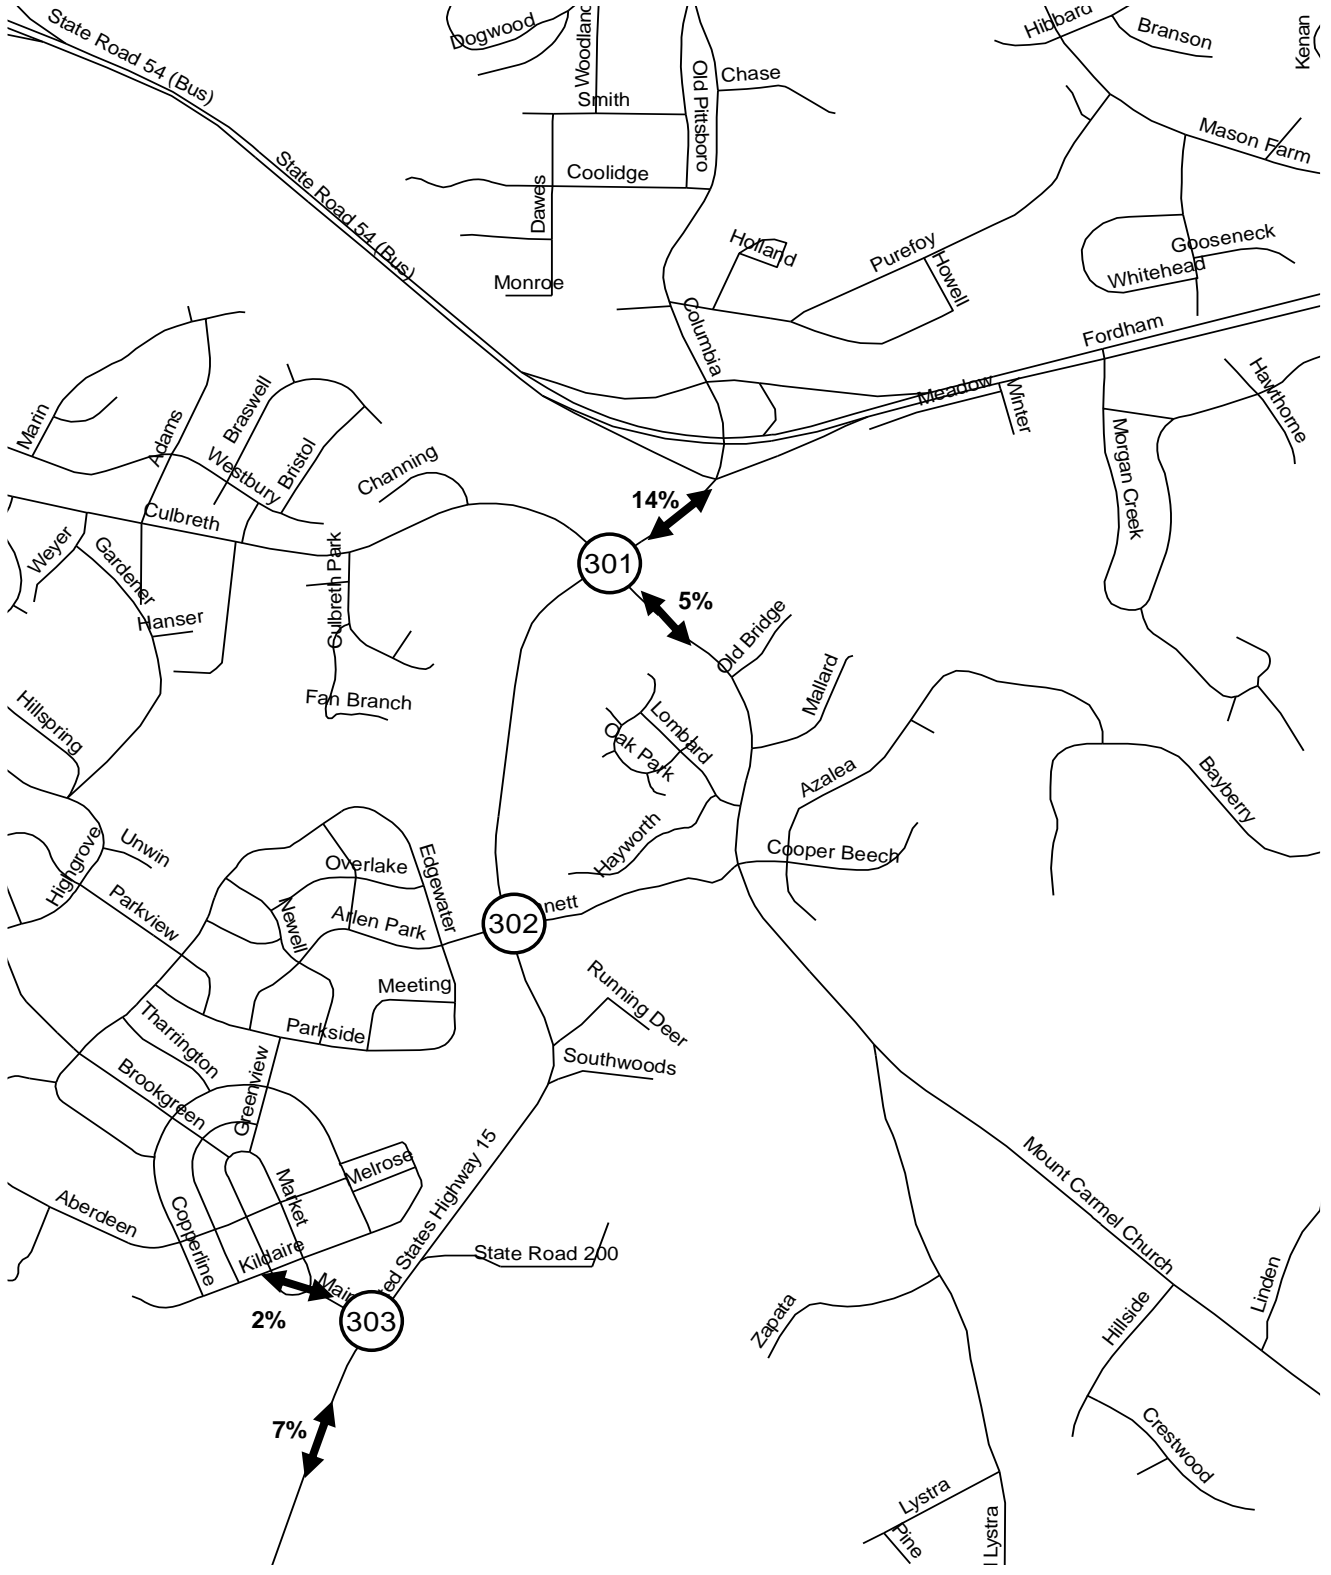 State Road 54 (Bus)
Dogwood
Woodland
Old Pittsboro
Chase
Hibbard
Branson
Kenan
Smith
Mason Farm
State Road 54 (Bus)
Coolidge
Dawes
Monroe
Holland
Purefoy
Howell
Gooseneck
Whitehead
Columbia
Fordham
Meadow
Winter
Hawthorne
Marin
Adams
Braswell
Westbury
Bristol
Channing
Morgan Creek
14%
Culbreth
Weyer
Gardener
Hanser
Culbreth Park
301
5%
Old Bridge
Fan Branch
Mallard
Hillspring
Lombard
Oak Park
Azalea
Bayberry
Highgrove
Unwin
Overlake
Edgewater
Hayworth
Cooper Beech
Parkview
Newell
Arlen Park
302
nett
Meeting
Running Deer
Tharrington
Parkside
Southwoods
Brookgreen
Greenview
Melrose
Market
Mount Carmel Church
Aberdeen
Copperline
Kildaire
ed States Highway 15
State Road 200
Main
2%
303
Zapata
Hillside
Linden
7%
Crestwood
Lystra
Pine
l Lystra